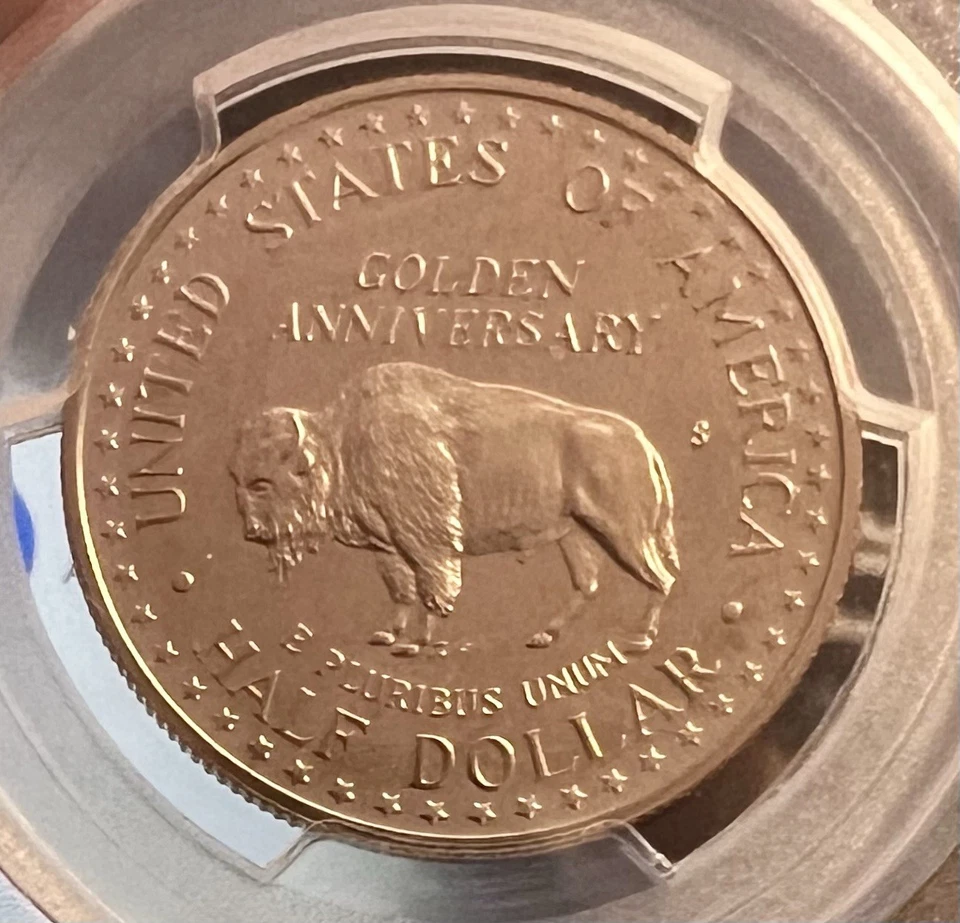 UNITED STATES OF AMERICA
GOLDEN
ANNIVERSARY
S
E PLURIBUS UNUM
HALF DOLLAR